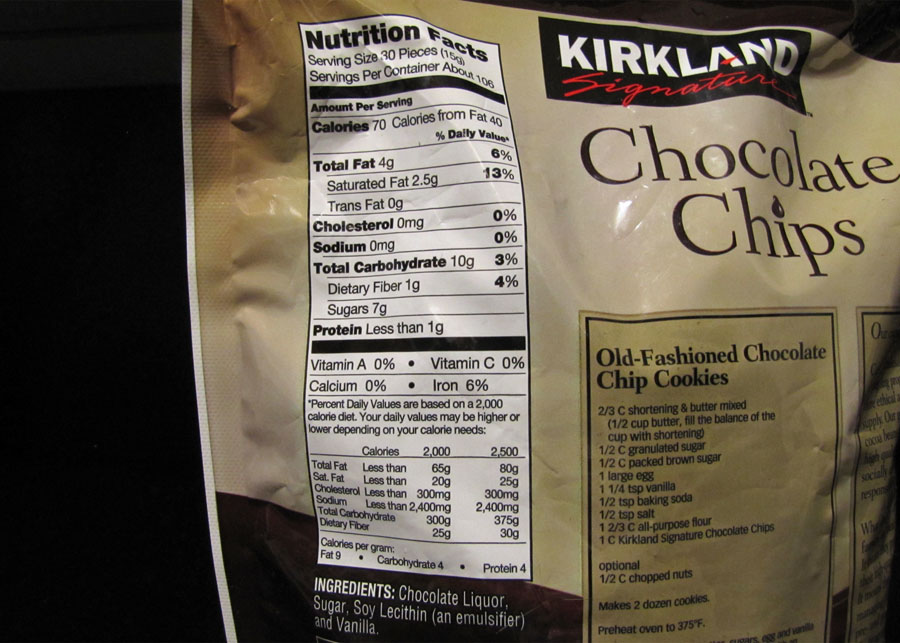 Nutrition Facts
Serving Size 30 Pieces (15g)
Servings Per Container About 106
Amount Per Serving
Calories 70 Calories from Fat 40
% Daily Value*
Total Fat 4g 6%
Saturated Fat 2.5g 13%
Trans Fat 0g
Cholesterol 0mg 0%
Sodium 0mg 0%
Total Carbohydrate 10g 3%
Dietary Fiber 1g 4%
Sugars 7g
Protein Less than 1g
Vitamin A 0% • Vitamin C 0%
Calcium 0% • Iron 6%
*Percent Daily Values are based on a 2,000
calorie diet. Your daily values may be higher or
lower depending on your calorie needs:
Calories 2,000 2,500
Total Fat Less than 65g 80g
Sat. Fat Less than 20g 25g
Cholesterol Less than 300mg 300mg
Sodium Less than 2,400mg 2,400mg
Total Carbohydrate 300g 375g
Dietary Fiber 25g 30g
Calories per gram:
Fat 9 • Carbohydrate 4 • Protein 4
INGREDIENTS: Chocolate Liquor,
Sugar, Soy Lecithin (an emulsifier)
and Vanilla.
KIRKLAND
Signature
Chocolate
Chips
Old-Fashioned Chocolate
Chip Cookies
2/3 C shortening & butter mixed
(1/2 cup butter, fill the balance of the
cup with shortening)
1/2 C granulated sugar
1/2 C packed brown sugar
1 large egg
1 1/4 tsp vanilla
1/2 tsp baking soda
1/2 tsp salt
1 2/3 C all-purpose flour
1 C Kirkland Signature Chocolate Chips
optional
1/2 C chopped nuts
Makes 2 dozen cookies.
Preheat oven to 375°F.
sugars, egg and vanilla